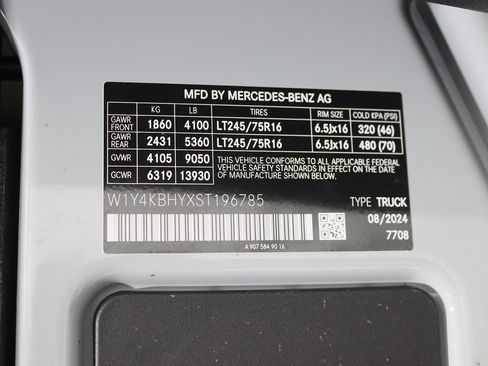 MFD BY MERCEDES-BENZ AG
KG LB RIM SIZE COLD KPA (PSI)
GAWR FRONT 1860 4100 LT245/75R16 6.5Jx16 320 (46)
GAWR REAR 2431 5360 LT245/75R16 6.5Jx16 480 (70)
GVWR 4105 9050
GCWR 6319 13930
THIS VEHICLE CONFORMS TO ALL APPLICABLE
FEDERAL MOTOR VEHICLE SAFETY STANDARDS IN
EFFECT ON THE DATE OF MANUFACTURE SHOWN
W1Y4KBHYXST196785 TYPE TRUCK
08/2024
7708
A 907 584 90 16